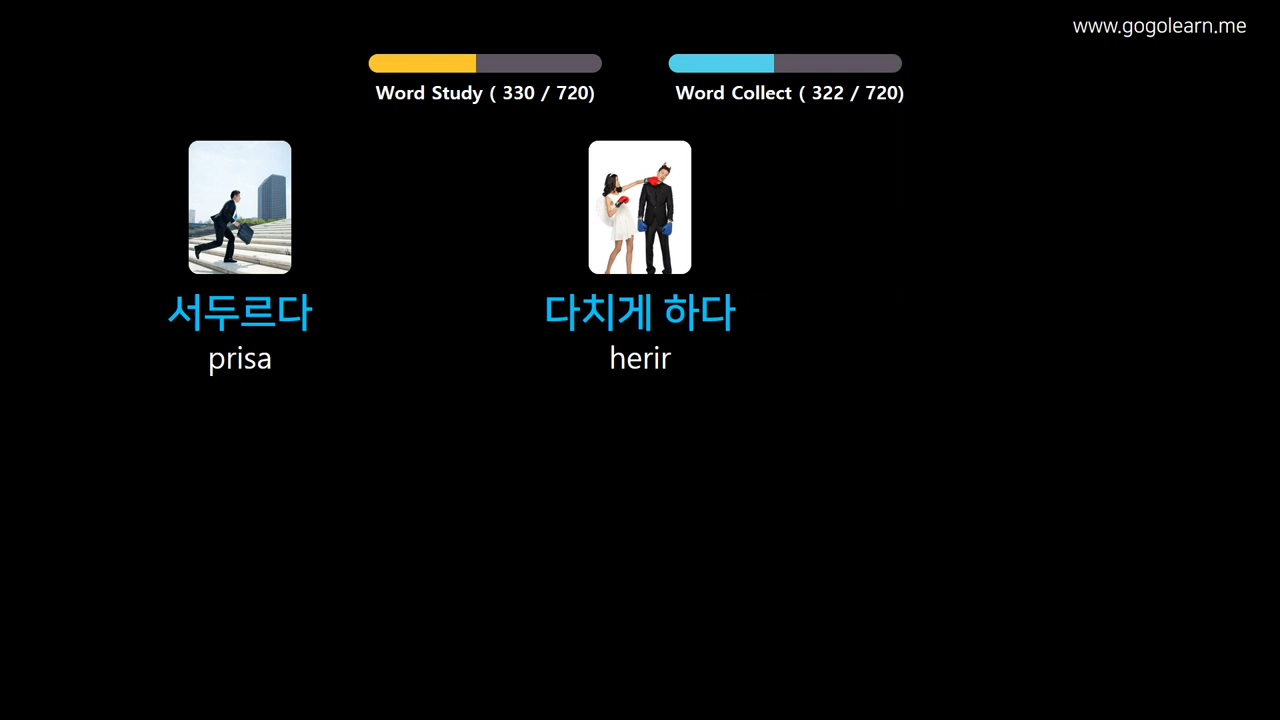 www.gogolearn.me
Word Study ( 330 / 720)
Word Collect ( 322 / 720)
서두르다
다치게 하다
prisa
herir